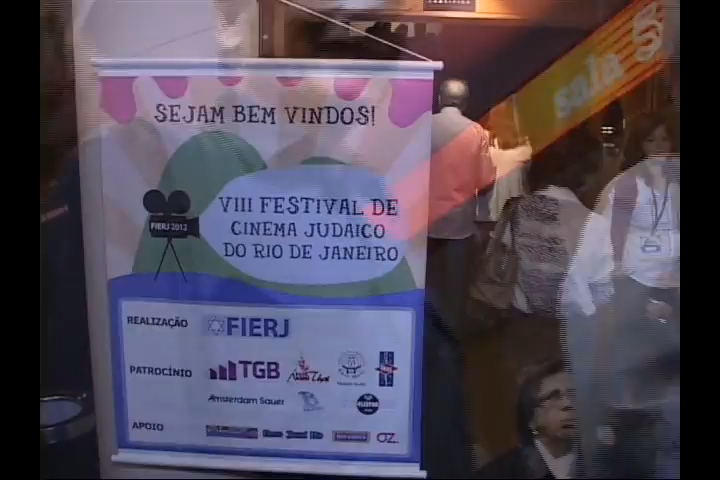 SEJAM BEM VINDOS!
VIII FESTIVAL DE
CINEMA JUDAICO
DO RIO DE JANEIRO
FIERJ 2012
REALIZAÇÃO
FIERJ
PATROCÍNIO
TGB
Amsterdam Sauer
APOIO
OZ
sala